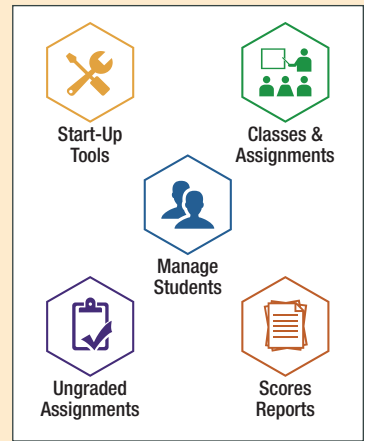 Start-Up
Tools
Classes &
Assignments
Manage
Students
Ungraded
Assignments
Scores
Reports